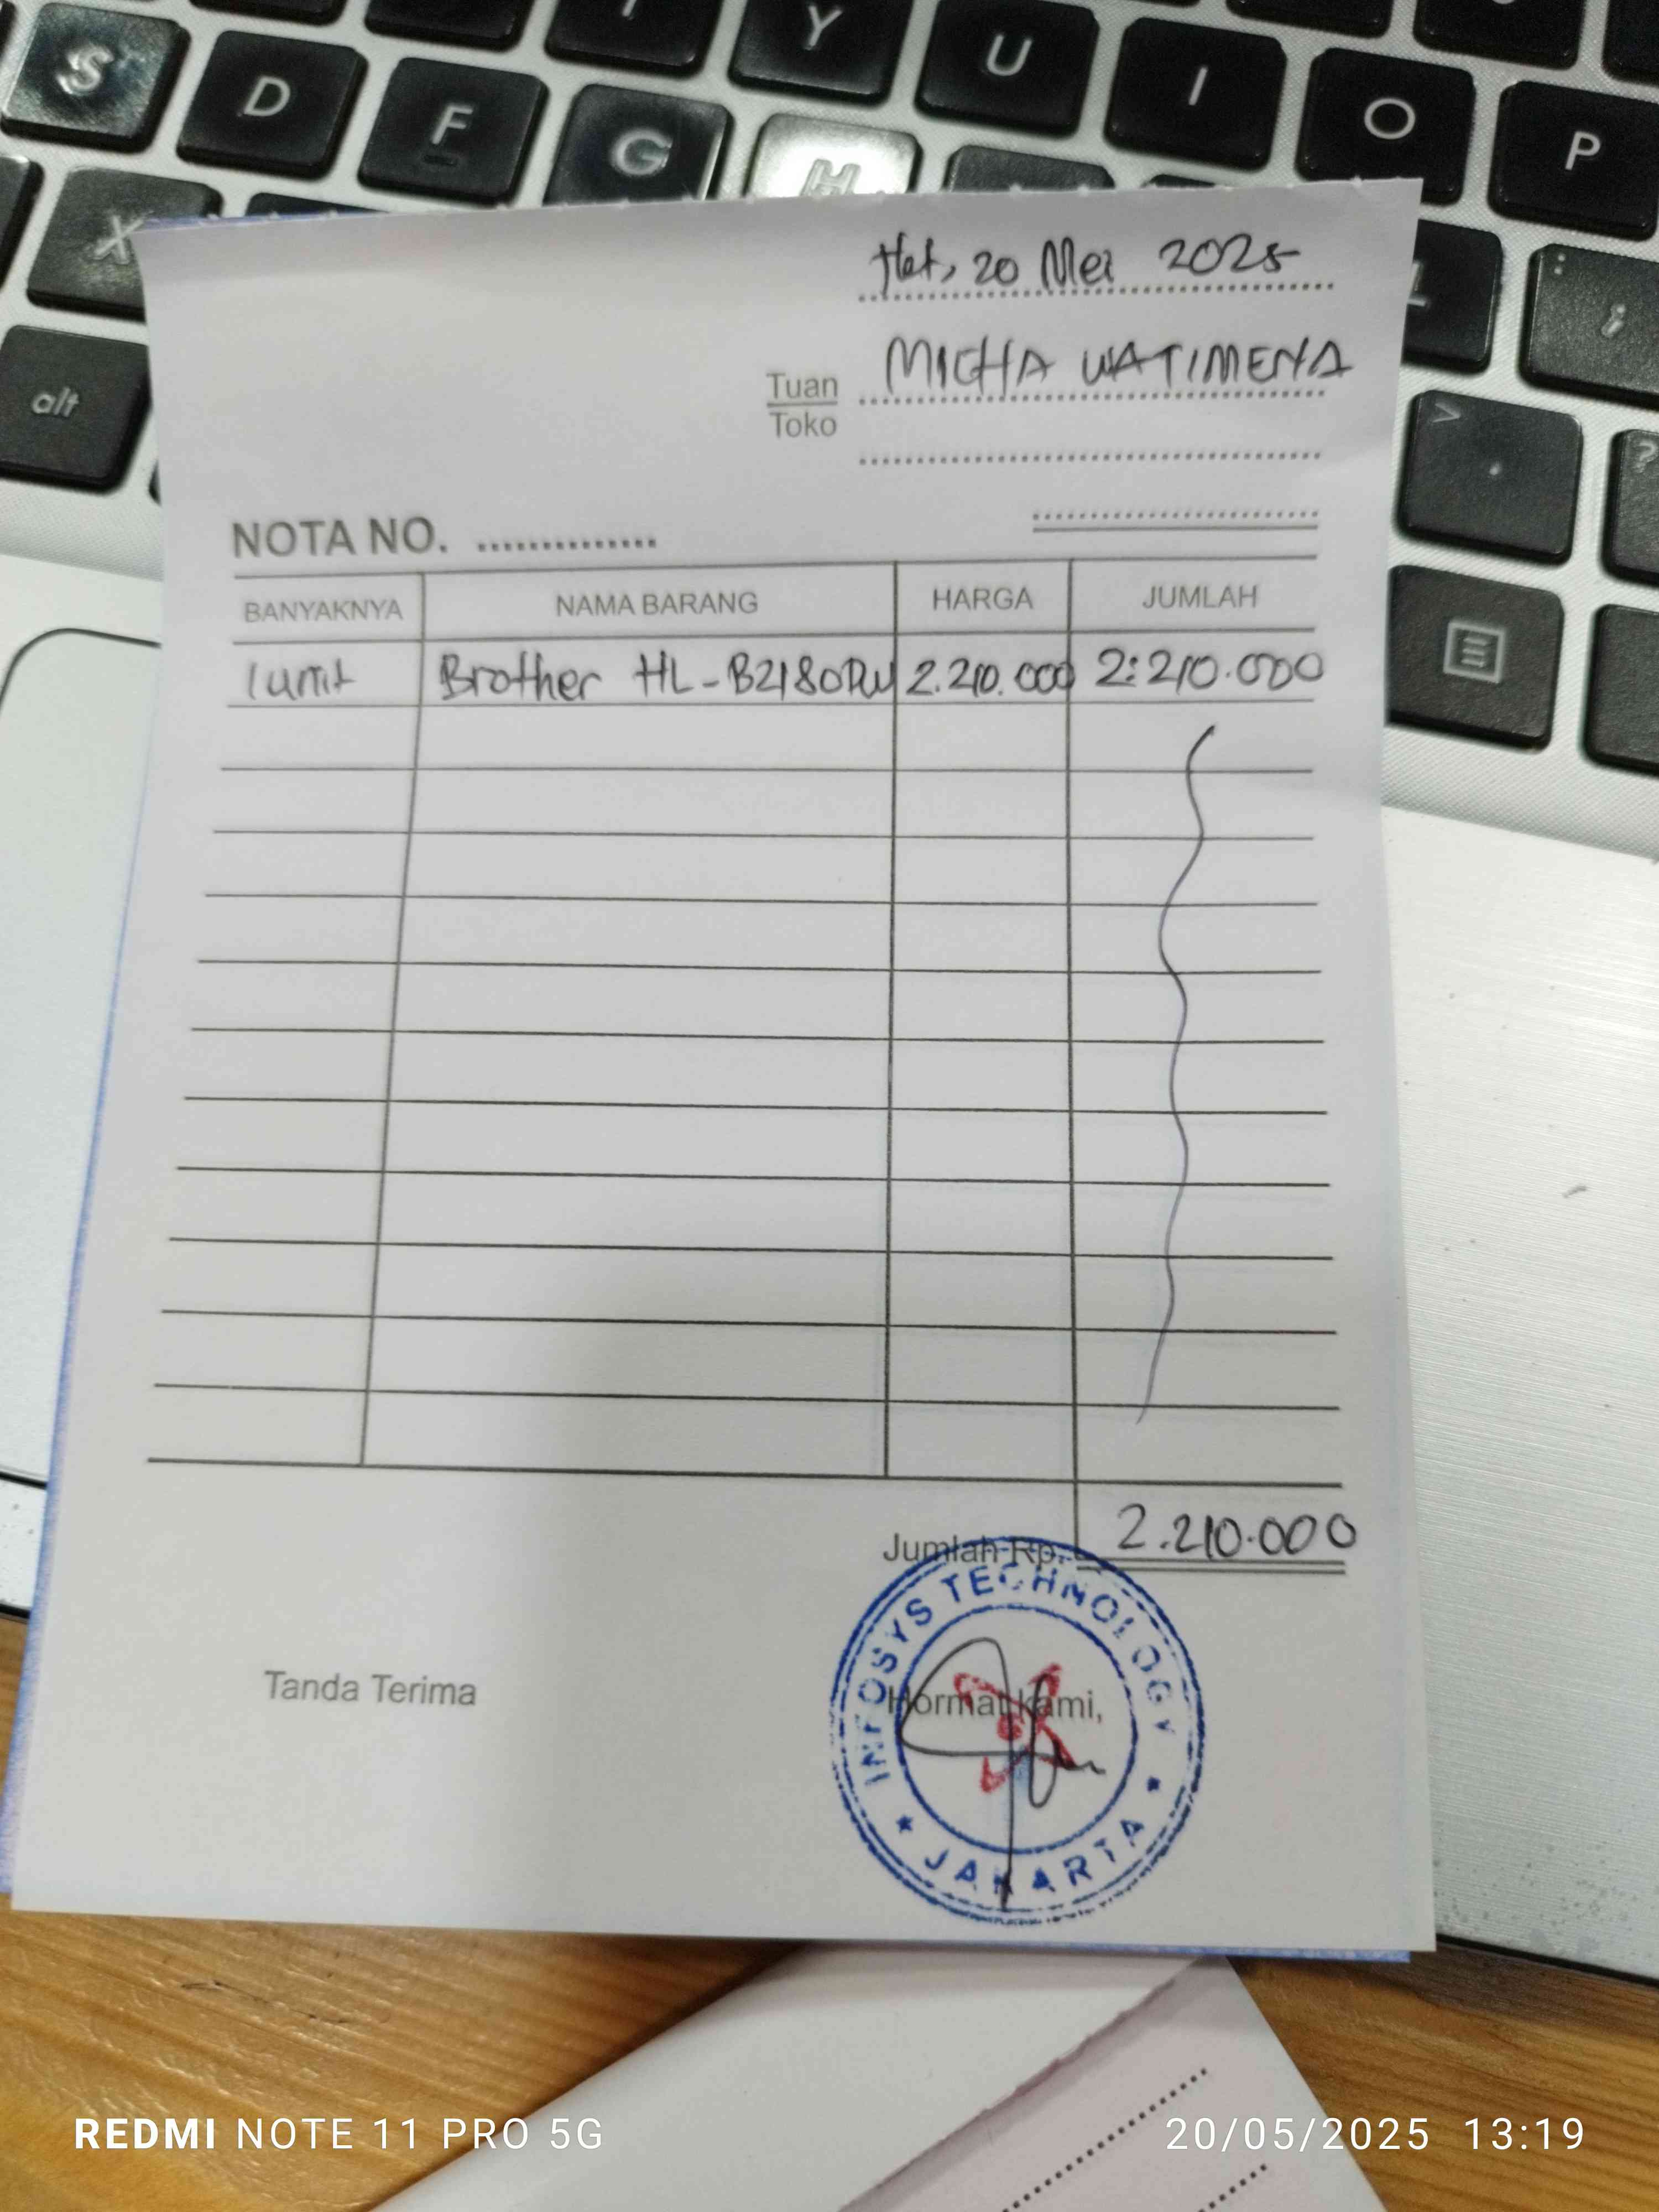 T Y U I O P
S D F G H
X L : ;
alt > . ?
20 Mei 2025
Tuan MICHA WATIMENA
Toko
NOTA NO. ..............
BANYAKNYA NAMA BARANG HARGA JUMLAH
1 unit Brother HL-B2180DW 2.210.000 2:210.000
Jumlah Rp. 2.210.000
Tanda Terima Hormat kami,
INFOSYS TECHNOLOGY
★ JAKARTA ★
REDMI NOTE 11 PRO 5G 20/05/2025 13:19